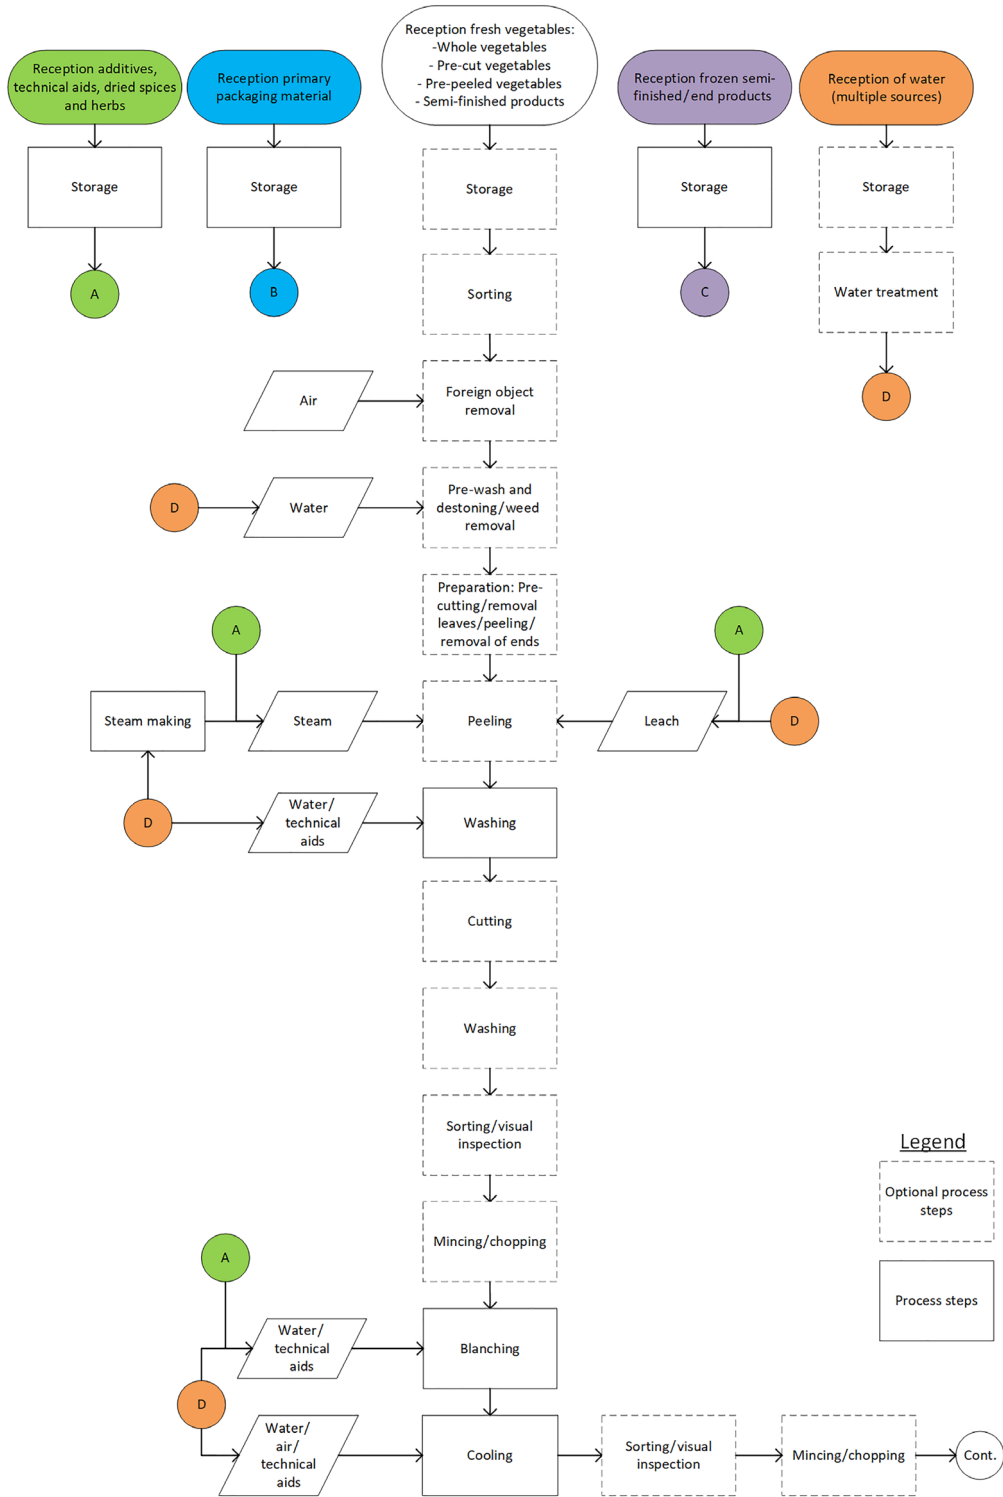 Reception additives,
technical aids, dried spices
and herbs
Reception primary
packaging material
Reception fresh vegetables:
-Whole vegetables
- Pre-cut vegetables
- Pre-peeled vegetables
- Semi-finished products
Reception frozen semi-
finished/end products
Reception of water
(multiple sources)
Storage
Storage
Storage
Storage
Storage
A
B
Sorting
C
Water treatment
D
Air
Foreign object
removal
D
Water
Pre-wash and
destoning/weed
removal
Preparation: Pre-
cutting/removal
leaves/peeling/
removal of ends
A
A
Steam making
Steam
Peeling
Leach
D
D
Water/
technical
aids
Washing
Cutting
Washing
Sorting/visual
inspection
Legend
Optional process
steps
Mincing/chopping
A
Process steps
Water/
technical
aids
Blanching
D
Water/
air/
technical
aids
Cooling
Sorting/visual
inspection
Mincing/chopping
Cont.